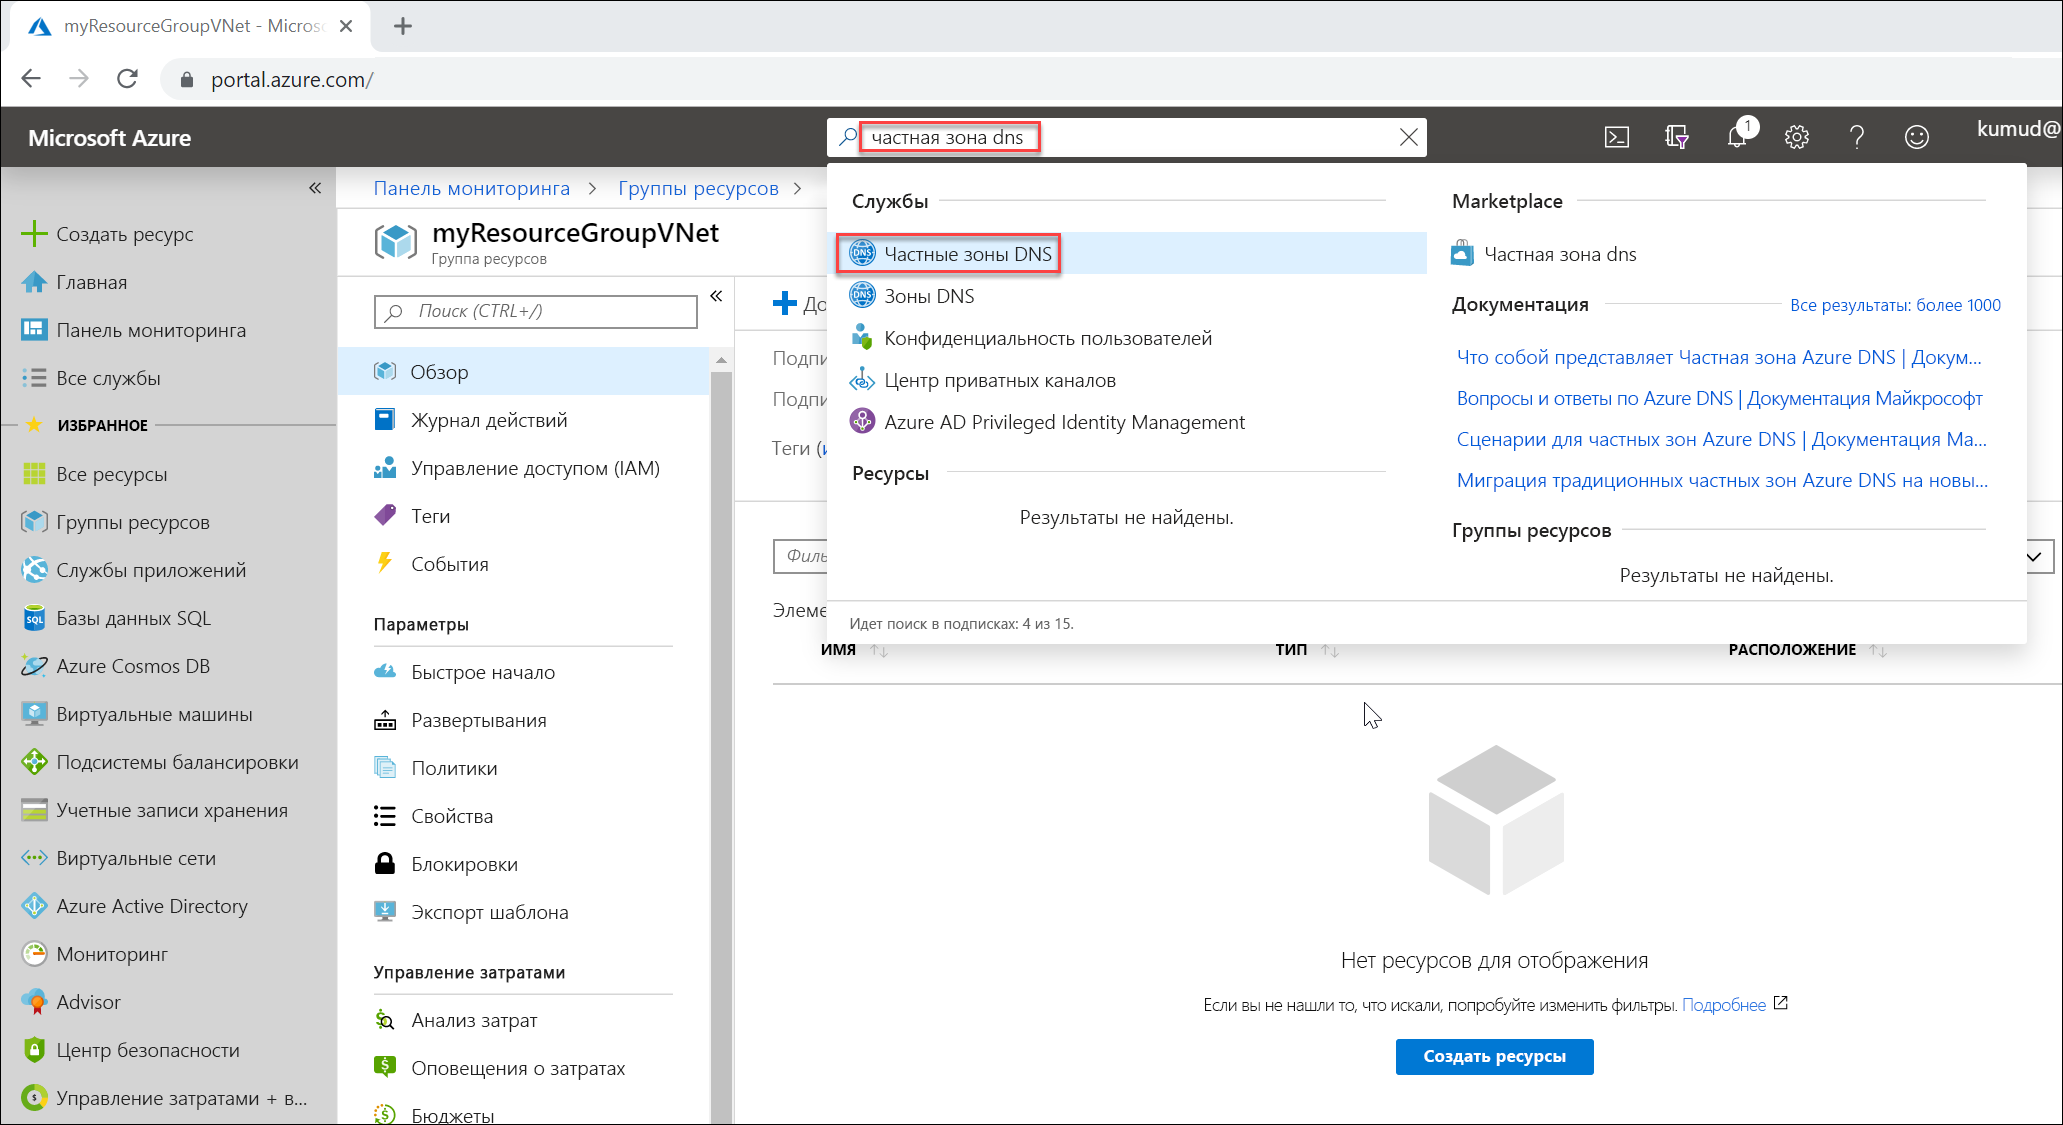 myResourceGroupVNet - Micros
portal.azure.com/
Microsoft Azure
частная зона dns
1
kumud@
Панель мониторинга > Группы ресурсов >
myResourceGroupVNet
Группа ресурсов
Создать ресурс
Главная
Панель мониторинга
Все службы
ИЗБРАННОЕ
Все ресурсы
Группы ресурсов
Службы приложений
Базы данных SQL
Azure Cosmos DB
Виртуальные машины
Подсистемы балансировки
Учетные записи хранения
Виртуальные сети
Azure Active Directory
Мониторинг
Advisor
Центр безопасности
Управление затратами + в...
Поиск (CTRL+/)
Обзор
Журнал действий
Управление доступом (IAM)
Теги
События
Параметры
Быстрое начало
Развертывания
Политики
Свойства
Блокировки
Экспорт шаблона
Управление затратами
Анализ затрат
Оповещения о затратах
Бюджеты
До
Подпи
Подпи
Теги (и
Филь
Элеме
Службы
Частные зоны DNS
Зоны DNS
Конфиденциальность пользователей
Центр приватных каналов
Azure AD Privileged Identity Management
Ресурсы
Результаты не найдены.
Marketplace
Частная зона dns
Документация
Все результаты: более 1000
Что собой представляет Частная зона Azure DNS | Докум...
Вопросы и ответы по Azure DNS | Документация Майкрософт
Сценарии для частных зон Azure DNS | Документация Ма...
Миграция традиционных частных зон Azure DNS на новы...
Группы ресурсов
Результаты не найдены.
Идет поиск в подписках: 4 из 15.
ИМЯ
ТИП
РАСПОЛОЖЕНИЕ
Нет ресурсов для отображения
Если вы не нашли то, что искали, попробуйте изменить фильтры. Подробнее
Создать ресурсы